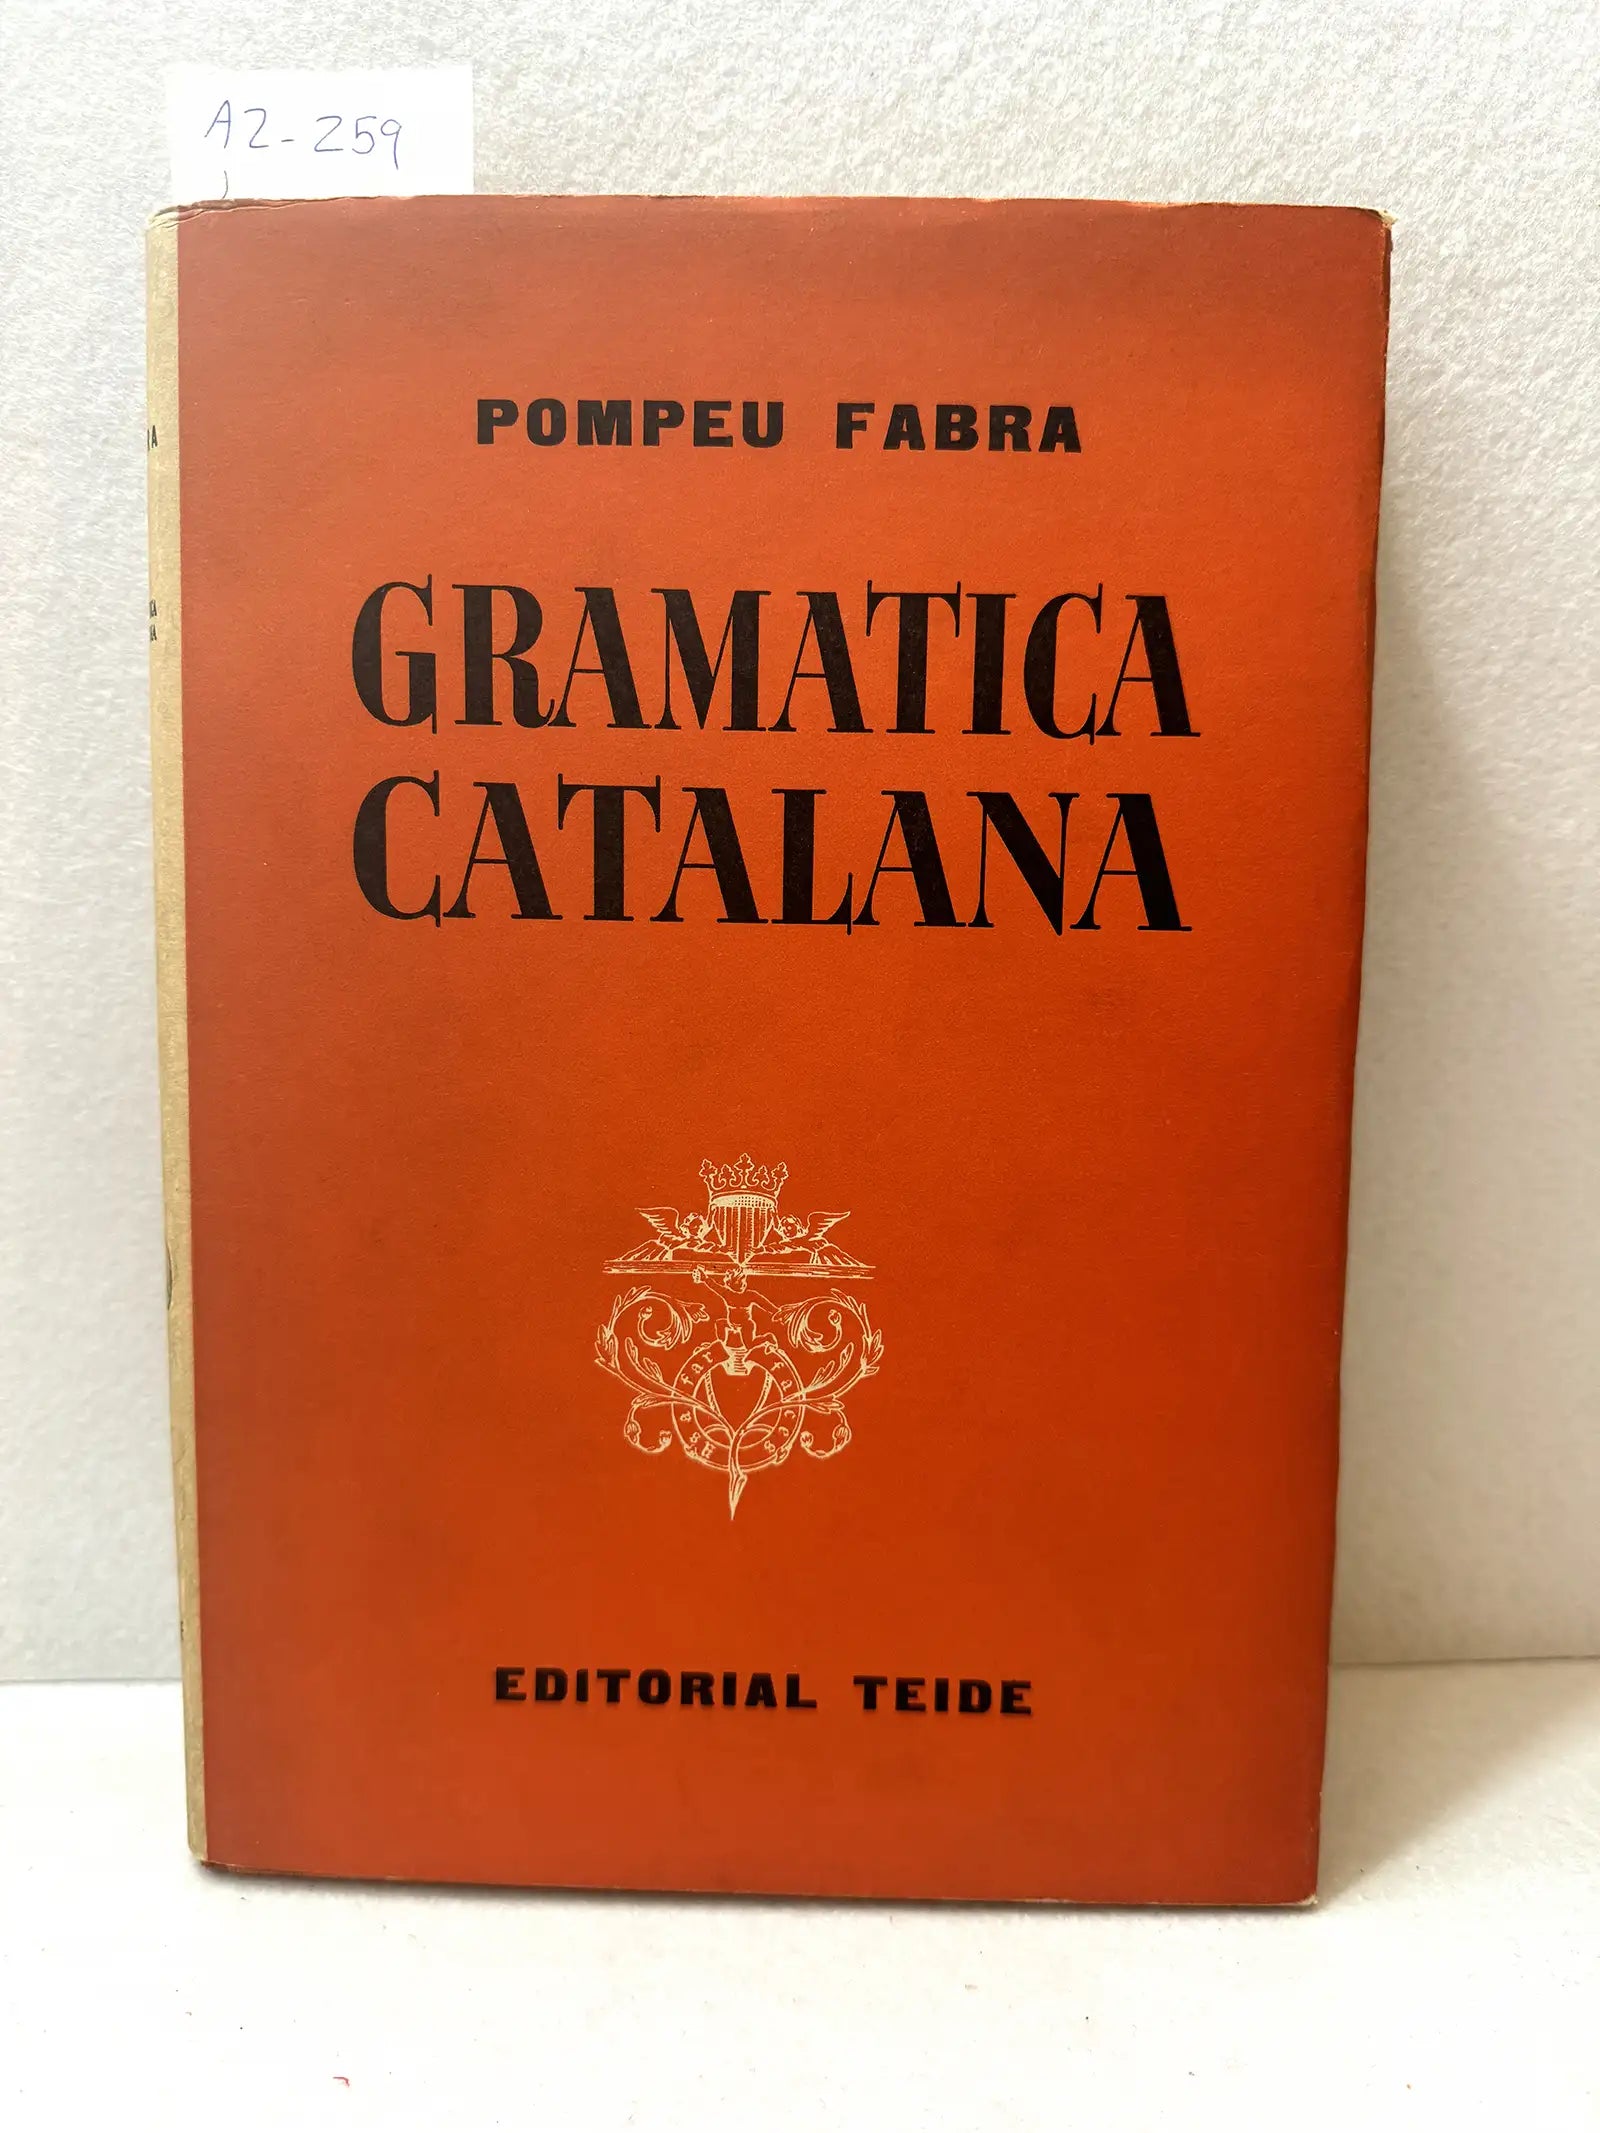 A2-259
POMPEU FABRA
GRAMATICA
CATALANA
EDITORIAL TEIDE